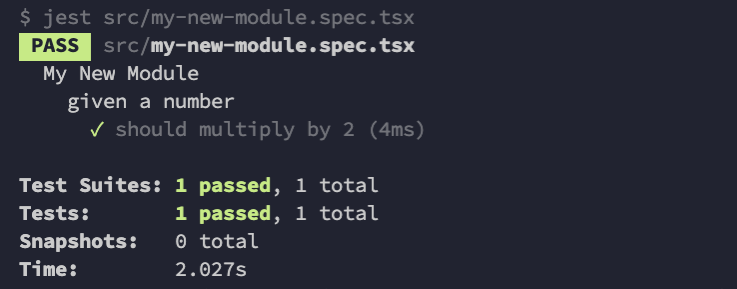 $ jest src/my-new-module.spec.tsx
PASS src/my-new-module.spec.tsx
My New Module
given a number
✓ should multiply by 2 (4ms)
Test Suites: 1 passed, 1 total
Tests: 1 passed, 1 total
Snapshots: 0 total
Time: 2.027s